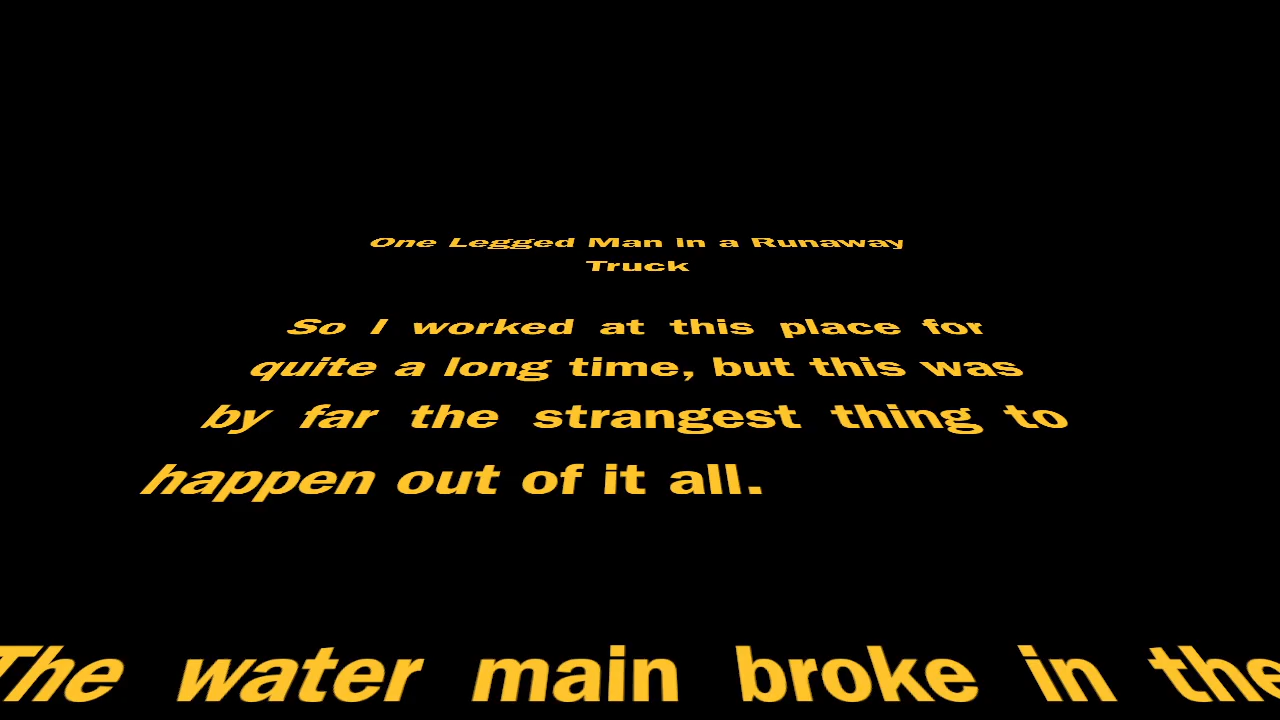 One Legged Man In a Runaway
Truck
So I worked at this place for
quite a long time, but this was
by far the strangest thing to
happen out of it all.
The water main broke in the